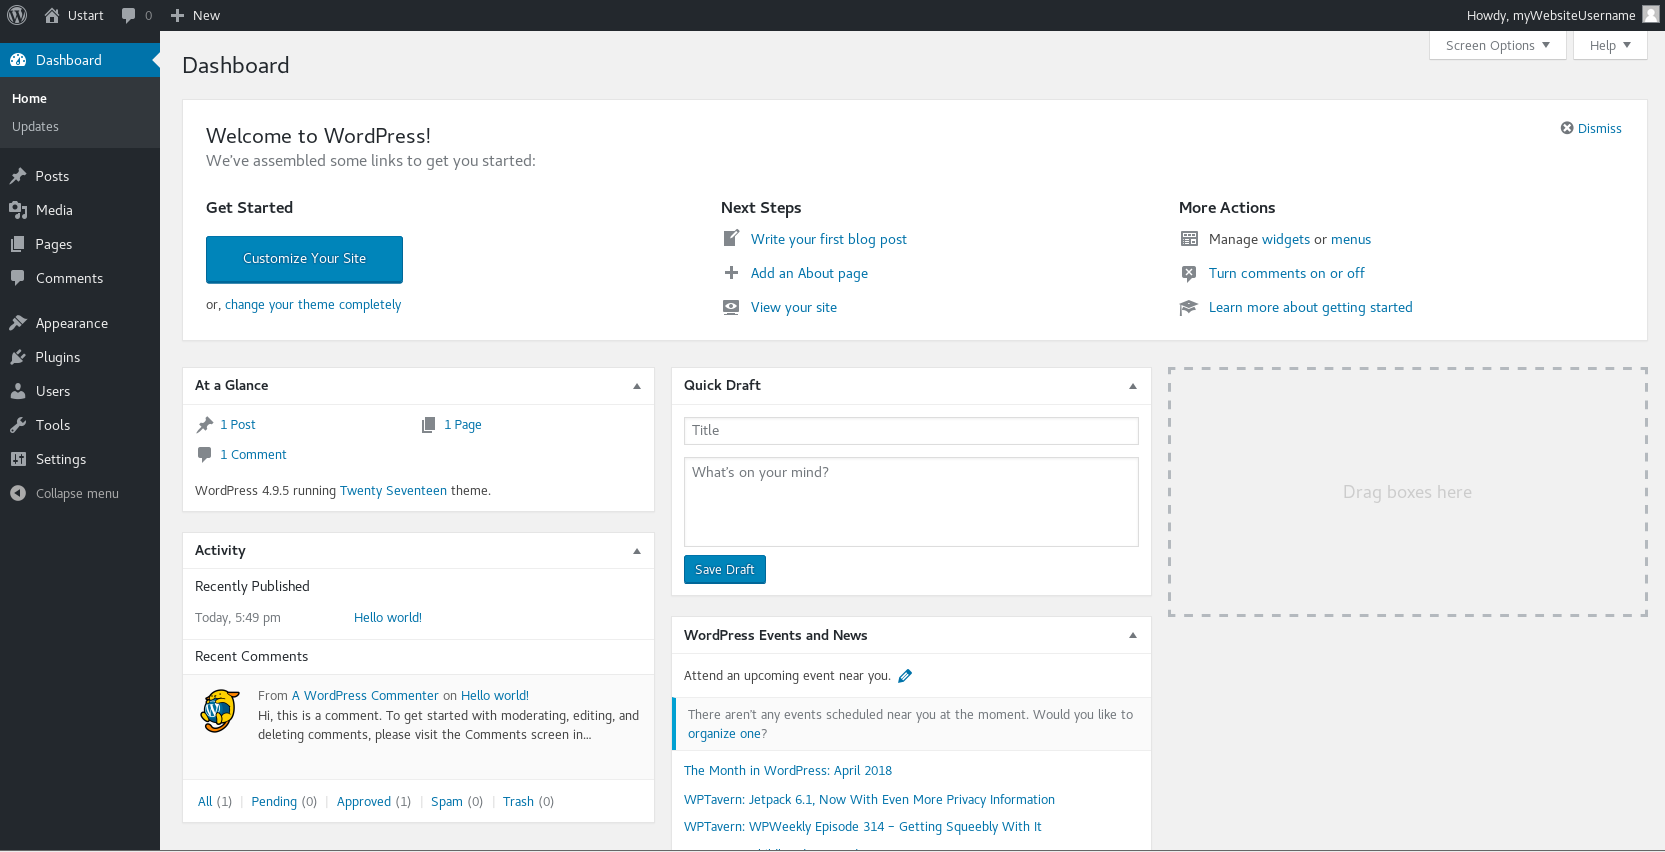 Ustart 0 New
Howdy, myWebsiteUsername
Dashboard
Home
Updates
Posts
Media
Pages
Comments
Appearance
Plugins
Users
Tools
Settings
Collapse menu
Screen Options
Help
Dashboard
Welcome to WordPress!
We've assembled some links to get you started:
Dismiss
Get Started
Customize Your Site
or, change your theme completely
Next Steps
Write your first blog post
Add an About page
View your site
More Actions
Manage widgets or menus
Turn comments on or off
Learn more about getting started
At a Glance
1 Post
1 Page
1 Comment
WordPress 4.9.5 running Twenty Seventeen theme.
Activity
Recently Published
Today, 5:49 pm Hello world!
Recent Comments
From A WordPress Commenter on Hello world!
Hi, this is a comment. To get started with moderating, editing, and
deleting comments, please visit the Comments screen in…
All (1) | Pending (0) | Approved (1) | Spam (0) | Trash (0)
Quick Draft
Title
What's on your mind?
Save Draft
WordPress Events and News
Attend an upcoming event near you.
There aren't any events scheduled near you at the moment. Would you like to
organize one?
The Month in WordPress: April 2018
WPTavern: Jetpack 6.1, Now With Even More Privacy Information
WPTavern: WPWeekly Episode 314 – Getting Squeebly With It
Drag boxes here